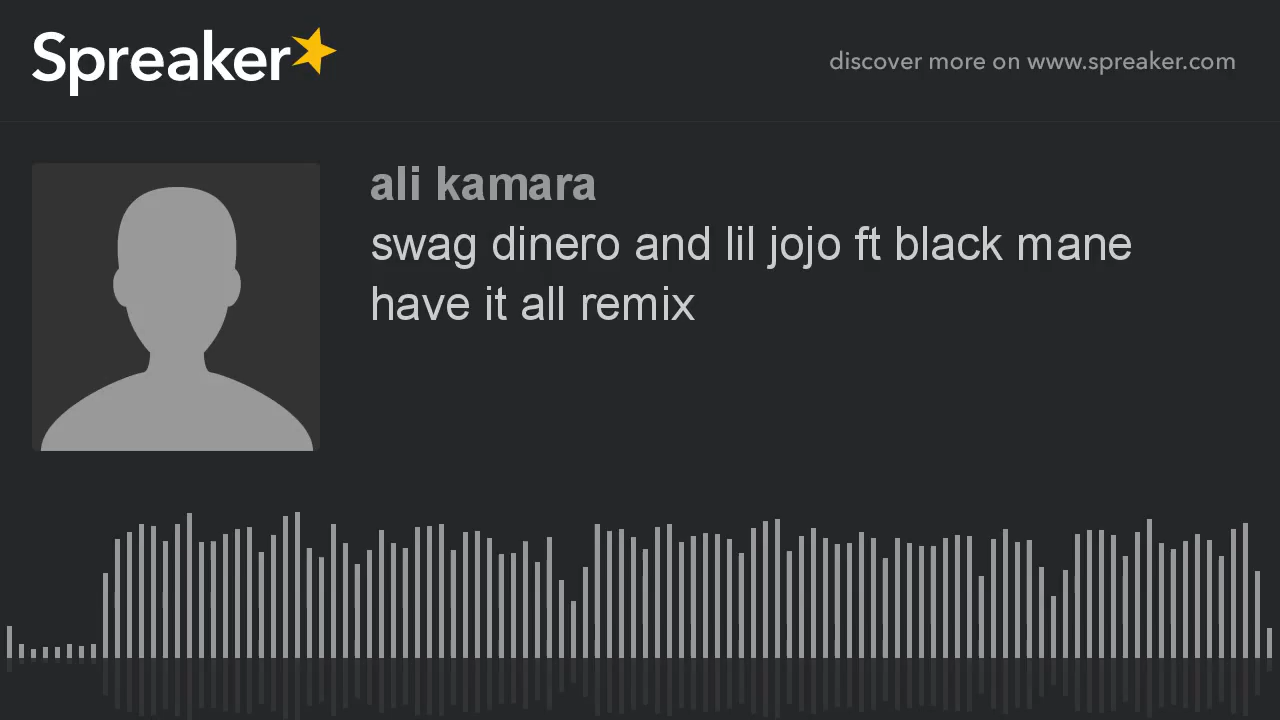 Spreaker
discover more on www.spreaker.com
ali kamara
swag dinero and lil jojo ft black mane
have it all remix